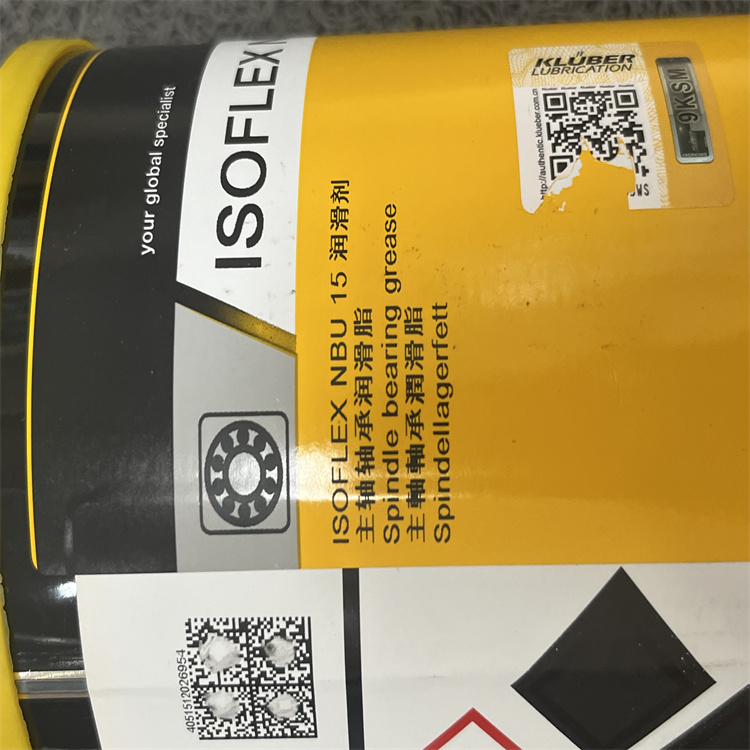 your global specialist
ISOFLEX N
ISOFLEX NBU 15 润滑剂
主轴轴承润滑脂
Spindle bearing grease
主軸軸承潤滑脂
Spindellagerfett
KLÜBER
LUBRICATION
http://authentic.klueber.com.cn
9KSM
4051512026954